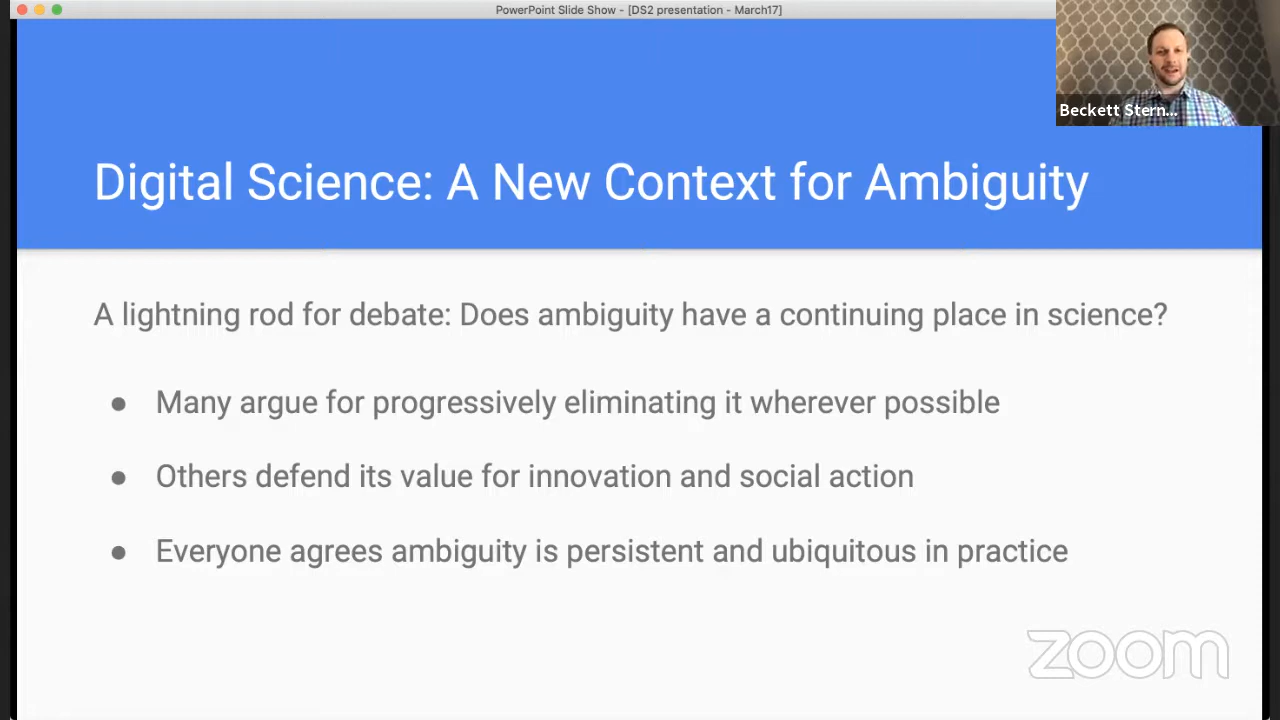 PowerPoint Slide Show - [DS2 presentation - March17]
Beckett Stern...
Digital Science: A New Context for Ambiguity
A lightning rod for debate: Does ambiguity have a continuing place in science?
● Many argue for progressively eliminating it wherever possible
● Others defend its value for innovation and social action
● Everyone agrees ambiguity is persistent and ubiquitous in practice
zoom